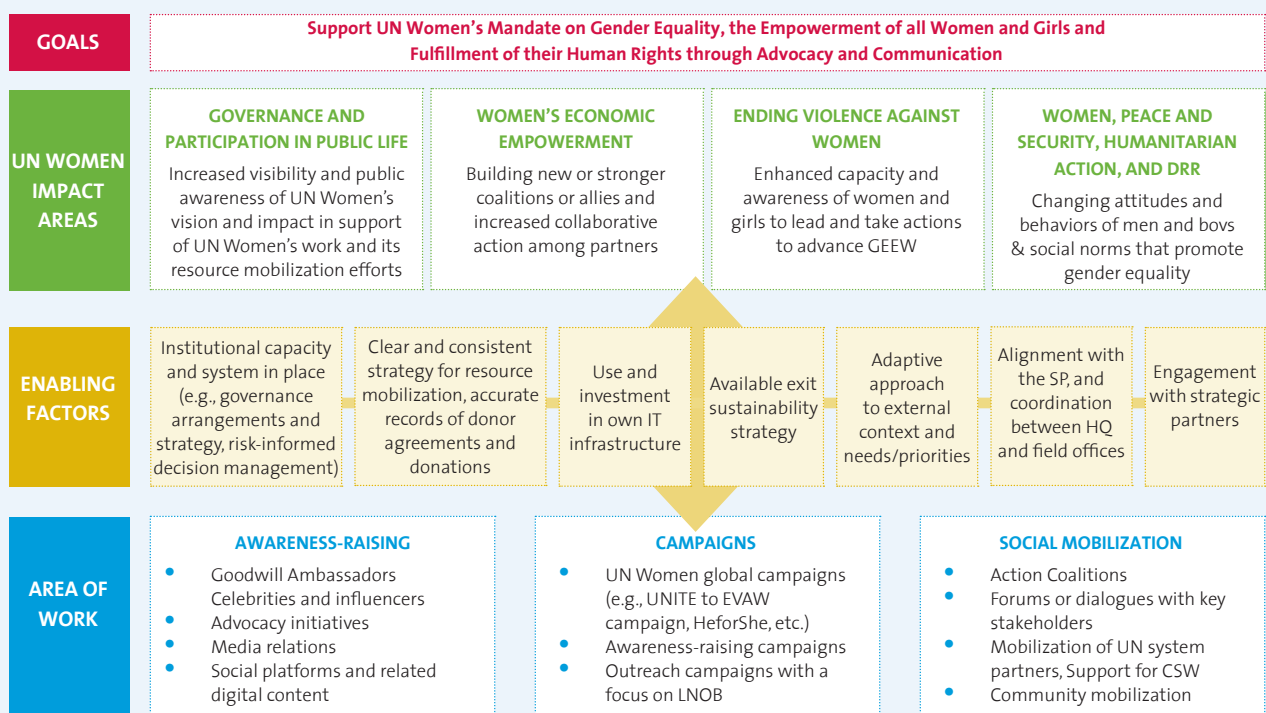 GOALS
Support UN Women's Mandate on Gender Equality, the Empowerment of all Women and Girls and
Fulfillment of their Human Rights through Advocacy and Communication
UN WOMEN
IMPACT
AREAS
GOVERNANCE AND
PARTICIPATION IN PUBLIC LIFE
Increased visibility and public
awareness of UN Women's
vision and impact in support
of UN Women's work and its
resource mobilization efforts
WOMEN'S ECONOMIC
EMPOWERMENT
Building new or stronger
coalitions or allies and
increased collaborative
action among partners
ENDING VIOLENCE AGAINST
WOMEN
Enhanced capacity and
awareness of women and
girls to lead and take actions
to advance GEEW
WOMEN, PEACE AND
SECURITY, HUMANITARIAN
ACTION, AND DRR
Changing attitudes and
behaviors of men and bovs
& social norms that promote
gender equality
ENABLING
FACTORS
Institutional capacity
and system in place
(e.g., governance
arrangements and
strategy, risk-informed
decision management)
Clear and consistent
strategy for resource
mobilization, accurate
records of donor
agreements and
donations
Use and
investment
in own IT
infrastructure
Available exit
sustainability
strategy
Adaptive
approach
to external
context and
needs/priorities
Alignment with
the SP, and
coordination
between HQ
and field offices
Engagement
with strategic
partners
AREA OF
WORK
AWARENESS-RAISING
• Goodwill Ambassadors
Celebrities and influencers
• Advocacy initiatives
• Media relations
• Social platforms and related
digital content
CAMPAIGNS
• UN Women global campaigns
(e.g., UNITE to EVAW
campaign, HeforShe, etc.)
• Awareness-raising campaigns
• Outreach campaigns with a
focus on LNOB
SOCIAL MOBILIZATION
• Action Coalitions
• Forums or dialogues with key
stakeholders
• Mobilization of UN system
partners, Support for CSW
• Community mobilization